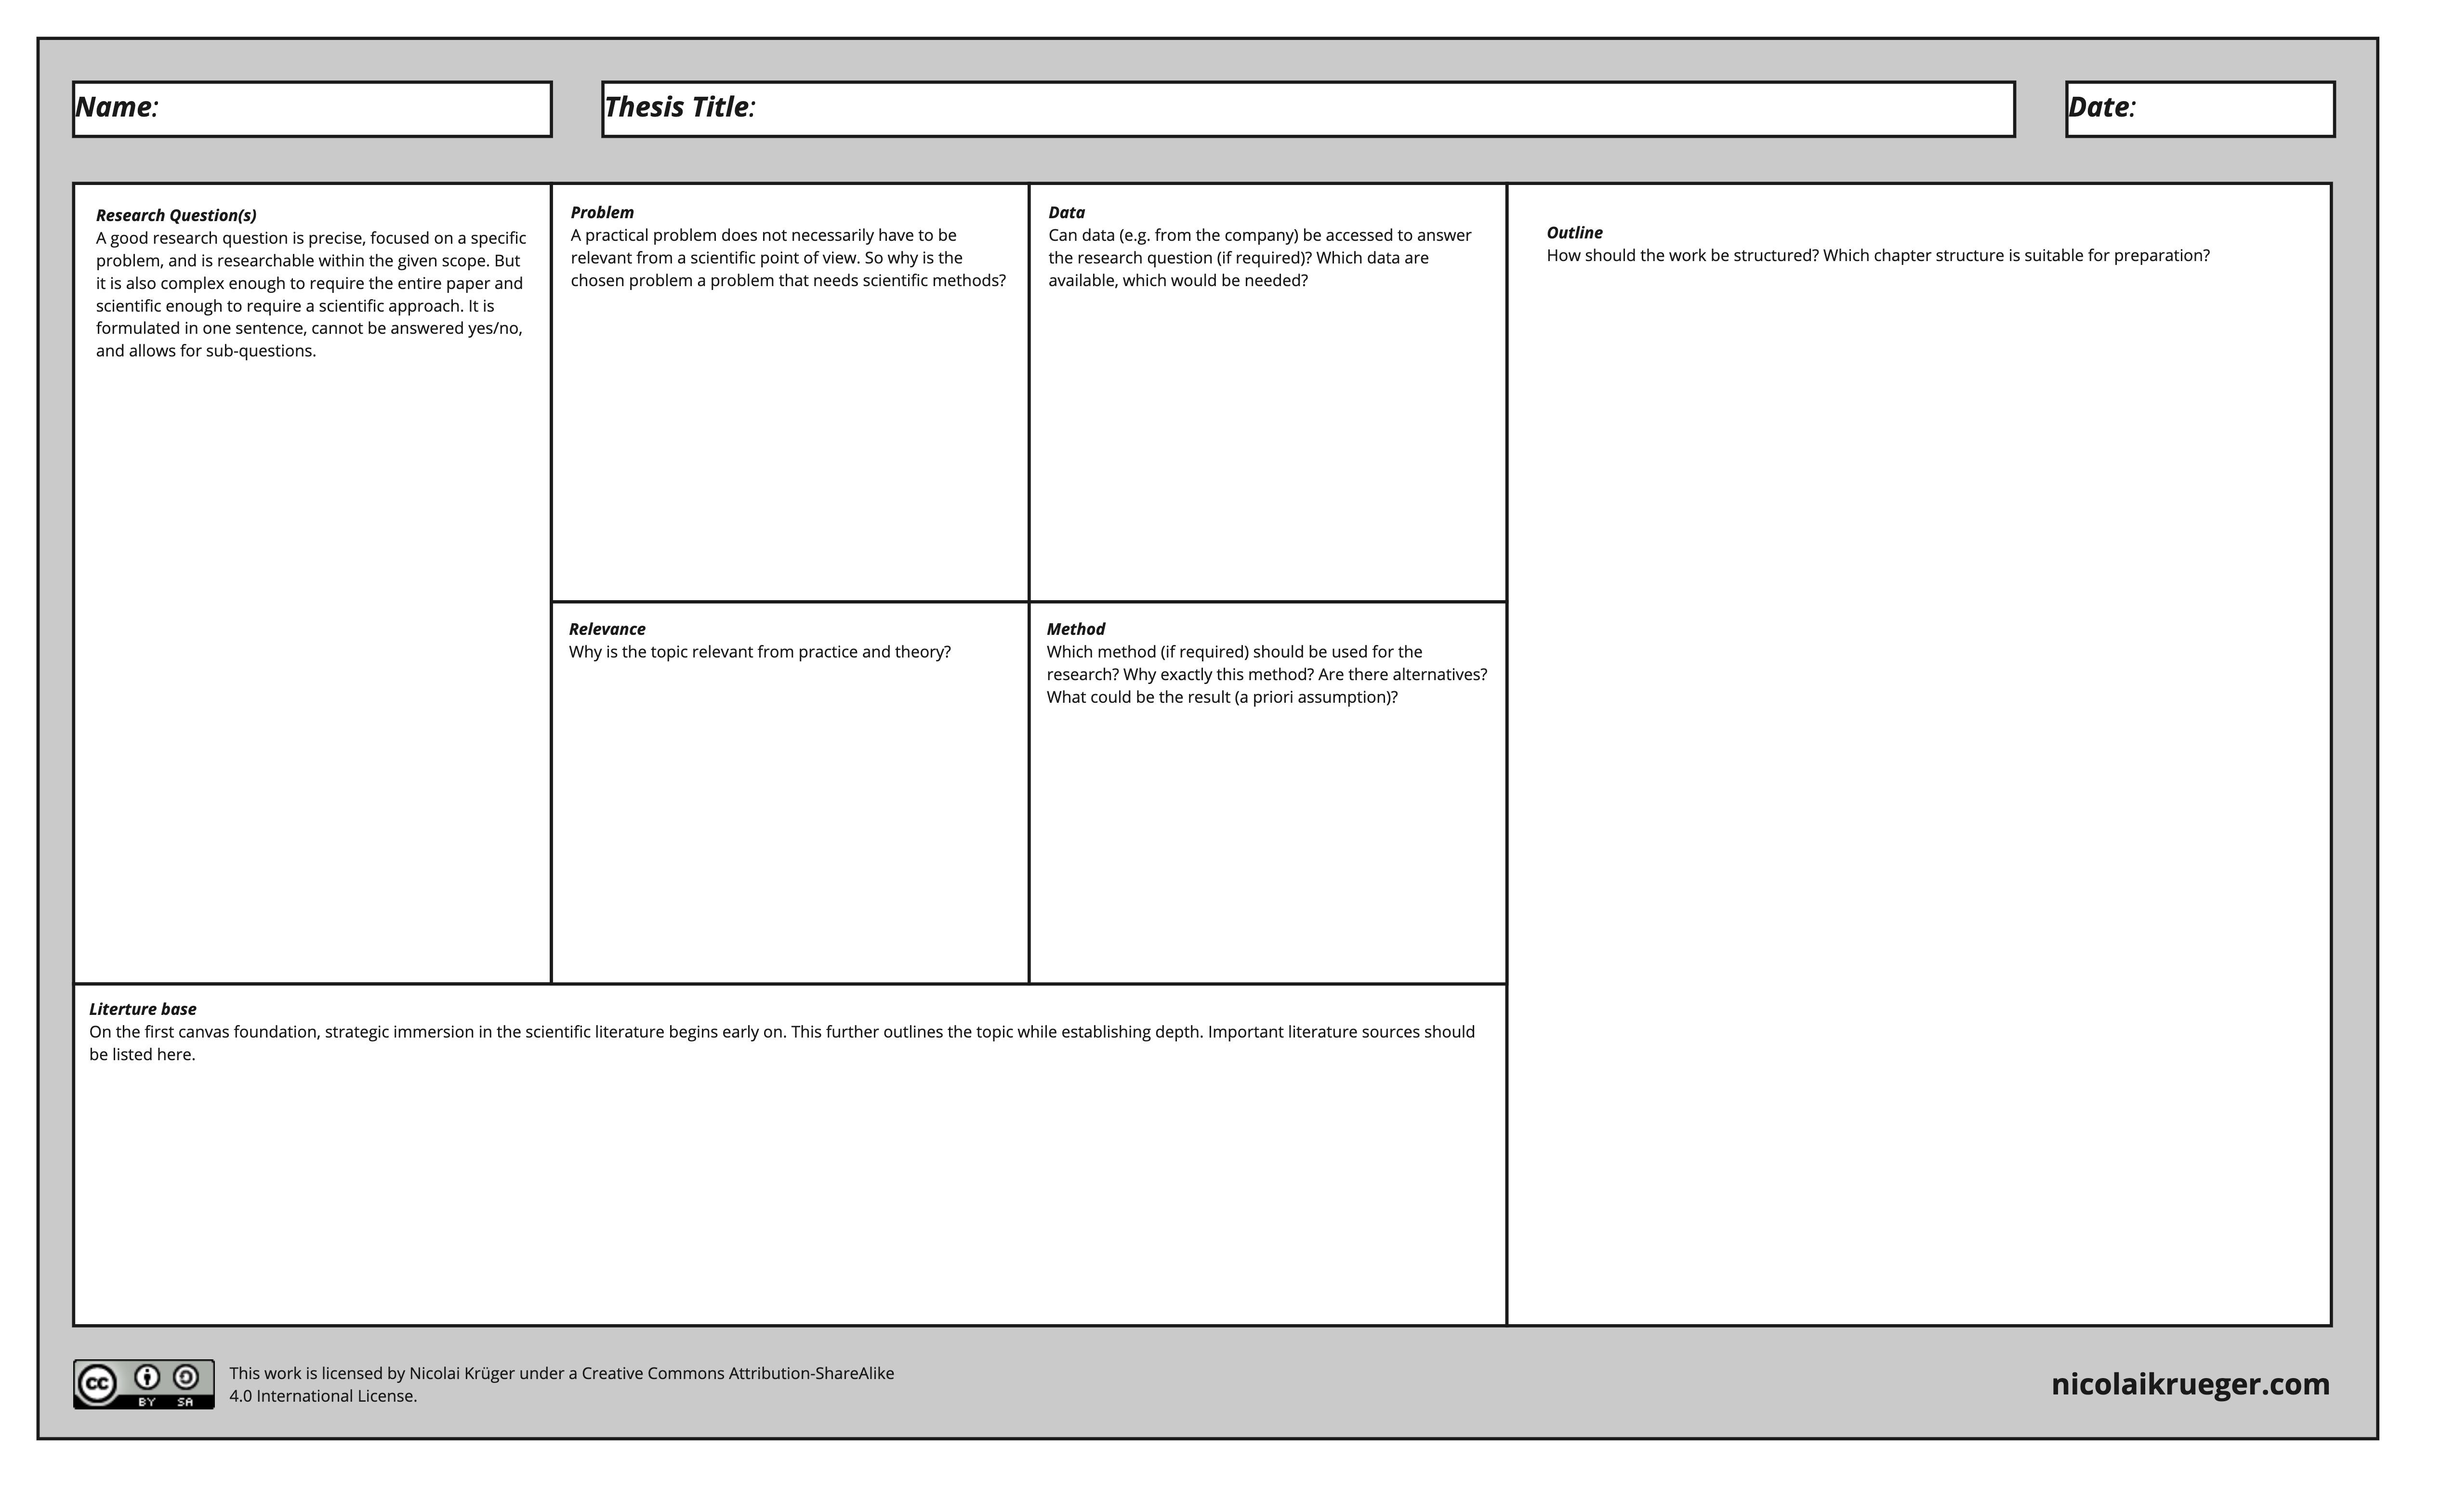 Name:
Thesis Title:
Date:
Research Question(s)
A good research question is precise, focused on a specific
problem, and is researchable within the given scope. But
it is also complex enough to require the entire paper and
scientific enough to require a scientific approach. It is
formulated in one sentence, cannot be answered yes/no,
and allows for sub-questions.
Problem
A practical problem does not necessarily have to be
relevant from a scientific point of view. So why is the
chosen problem a problem that needs scientific methods?
Data
Can data (e.g. from the company) be accessed to answer
the research question (if required)? Which data are
available, which would be needed?
Outline
How should the work be structured? Which chapter structure is suitable for preparation?
Relevance
Why is the topic relevant from practice and theory?
Method
Which method (if required) should be used for the
research? Why exactly this method? Are there alternatives?
What could be the result (a priori assumption)?
Literture base
On the first canvas foundation, strategic immersion in the scientific literature begins early on. This further outlines the topic while establishing depth. Important literature sources should
be listed here.
cc
BY SA
This work is licensed by Nicolai Krüger under a Creative Commons Attribution-ShareAlike
4.0 International License.
nicolaikrueger.com